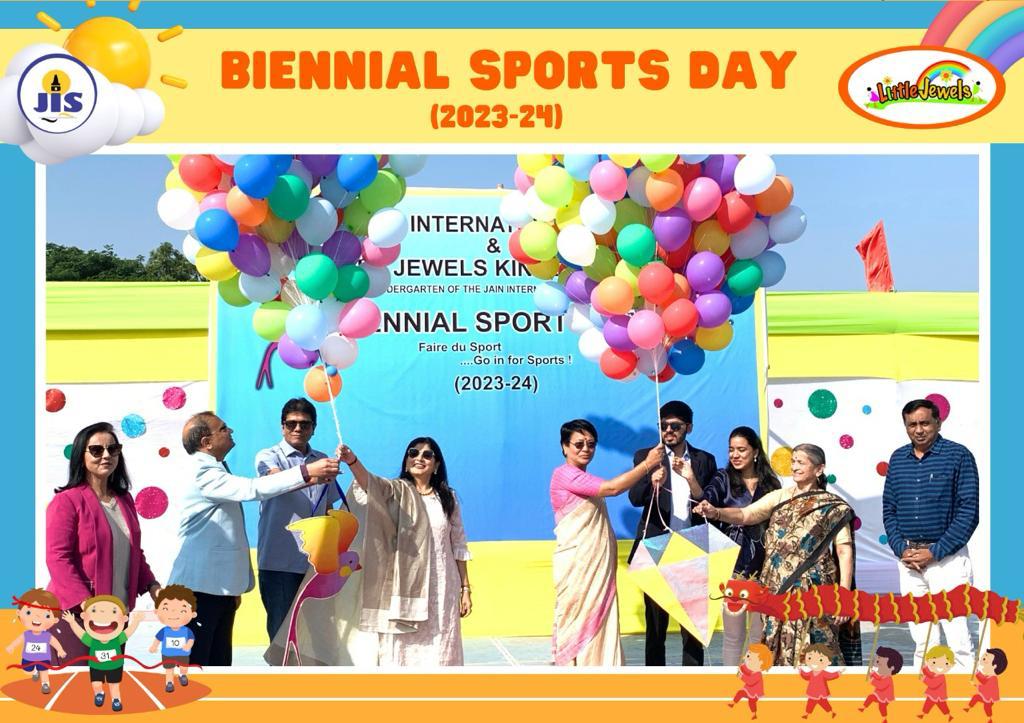 BIENNIAL SPORTS DAY
(2023-24)
JIS
Little Jewels
INTERNAT
&
JEWELS KIN
DERGARTEN OF THE JAIN INTERN
ENNIAL SPORT
Faire du Sport
....Go in for Sports !
(2023-24)
24
31
10